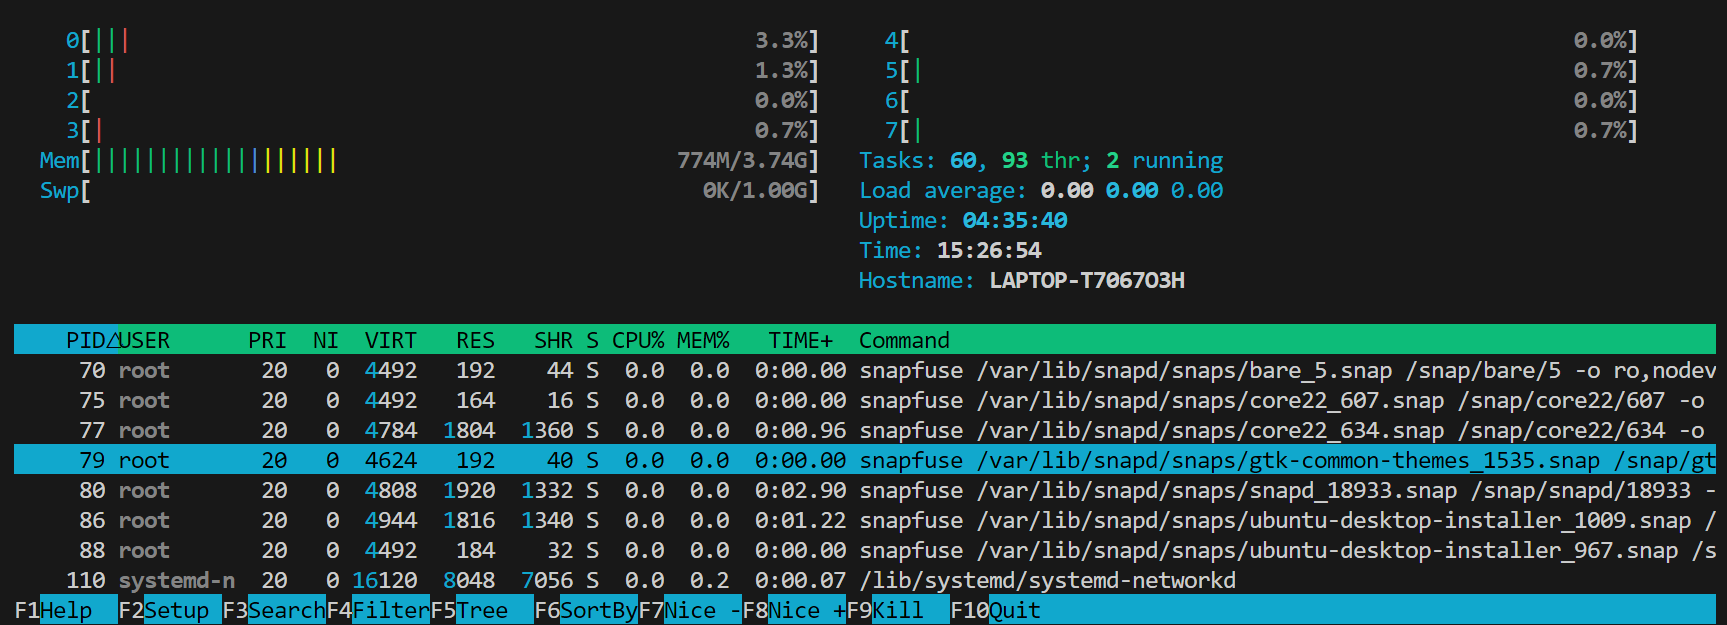 0[||| 3.3%] 4[ 0.0%]
1[|| 1.3%] 5[| 0.7%]
2[ 0.0%] 6[ 0.0%]
3[| 0.7%] 7[| 0.7%]
Mem[||||||||||||||||||| 774M/3.74G] Tasks: 60, 93 thr; 2 running
Swp[ 0K/1.00G] Load average: 0.00 0.00 0.00
Uptime: 04:35:40
Time: 15:26:54
Hostname: LAPTOP-T7067O3H
PID△USER PRI NI VIRT RES SHR S CPU% MEM% TIME+ Command
70 root 20 0 4492 192 44 S 0.0 0.0 0:00.00 snapfuse /var/lib/snapd/snaps/bare_5.snap /snap/bare/5 -o ro,nodev
75 root 20 0 4492 164 16 S 0.0 0.0 0:00.00 snapfuse /var/lib/snapd/snaps/core22_607.snap /snap/core22/607 -o
77 root 20 0 4784 1804 1360 S 0.0 0.0 0:00.96 snapfuse /var/lib/snapd/snaps/core22_634.snap /snap/core22/634 -o
79 root 20 0 4624 192 40 S 0.0 0.0 0:00.00 snapfuse /var/lib/snapd/snaps/gtk-common-themes_1535.snap /snap/gt
80 root 20 0 4808 1920 1332 S 0.0 0.0 0:02.90 snapfuse /var/lib/snapd/snaps/snapd_18933.snap /snap/snapd/18933 -
86 root 20 0 4944 1816 1340 S 0.0 0.0 0:01.22 snapfuse /var/lib/snapd/snaps/ubuntu-desktop-installer_1009.snap /
88 root 20 0 4492 184 32 S 0.0 0.0 0:00.00 snapfuse /var/lib/snapd/snaps/ubuntu-desktop-installer_967.snap /s
110 systemd-n 20 0 16120 8048 7056 S 0.0 0.2 0:00.07 /lib/systemd/systemd-networkd
F1Help F2Setup F3SearchF4FilterF5Tree F6SortByF7Nice -F8Nice +F9Kill F10Quit